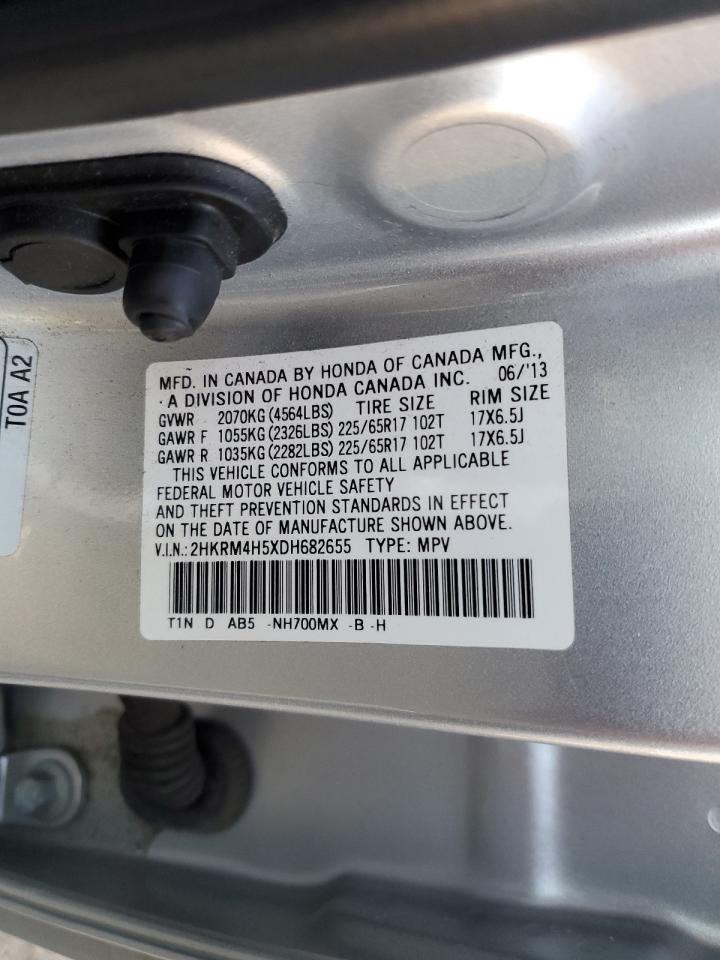 T0A A2
MFD. IN CANADA BY HONDA OF CANADA MFG.,
·A DIVISION OF HONDA CANADA INC. 06/'13
GVWR 2070KG(4564LBS) TIRE SIZE RIM SIZE
GAWR F 1055KG(2326LBS) 225/65R17 102T 17X6.5J
GAWR R 1035KG(2282LBS) 225/65R17 102T 17X6.5J
THIS VEHICLE CONFORMS TO ALL APPLICABLE
FEDERAL MOTOR VEHICLE SAFETY
AND THEFT PREVENTION STANDARDS IN EFFECT
ON THE DATE OF MANUFACTURE SHOWN ABOVE.
V.I.N.:2HKRM4H5XDH682655 TYPE: MPV
T1N D AB5 -NH700MX -B -H